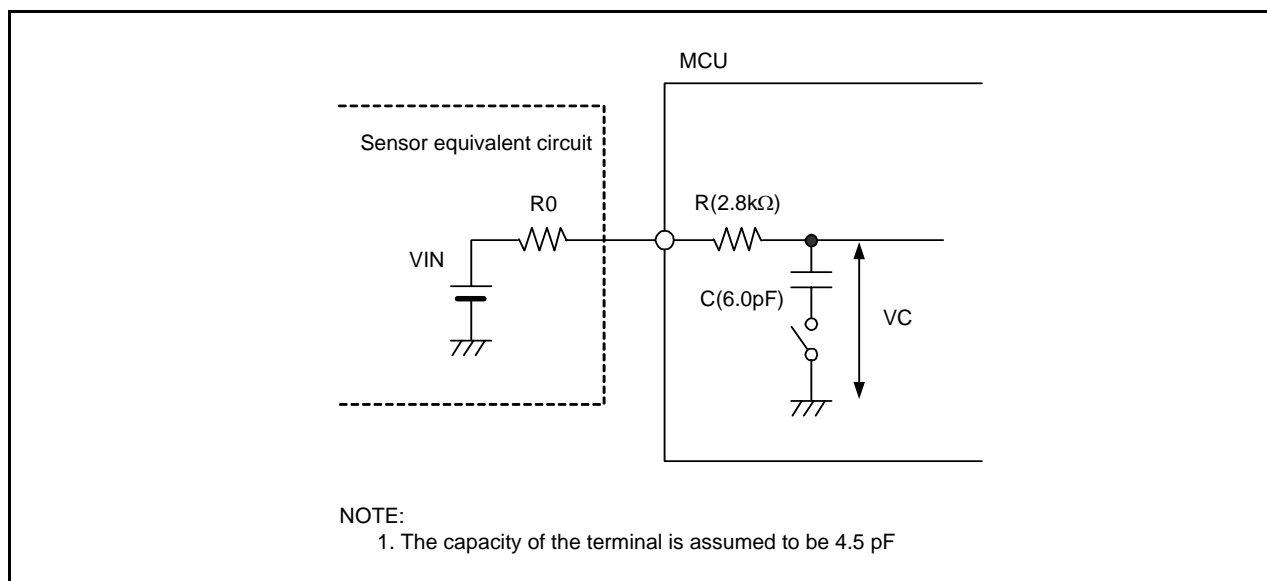 MCU
Sensor equivalent circuit
R0
R(2.8kΩ)
VIN
C(6.0pF)
VC
NOTE:
1. The capacity of the terminal is assumed to be 4.5 pF